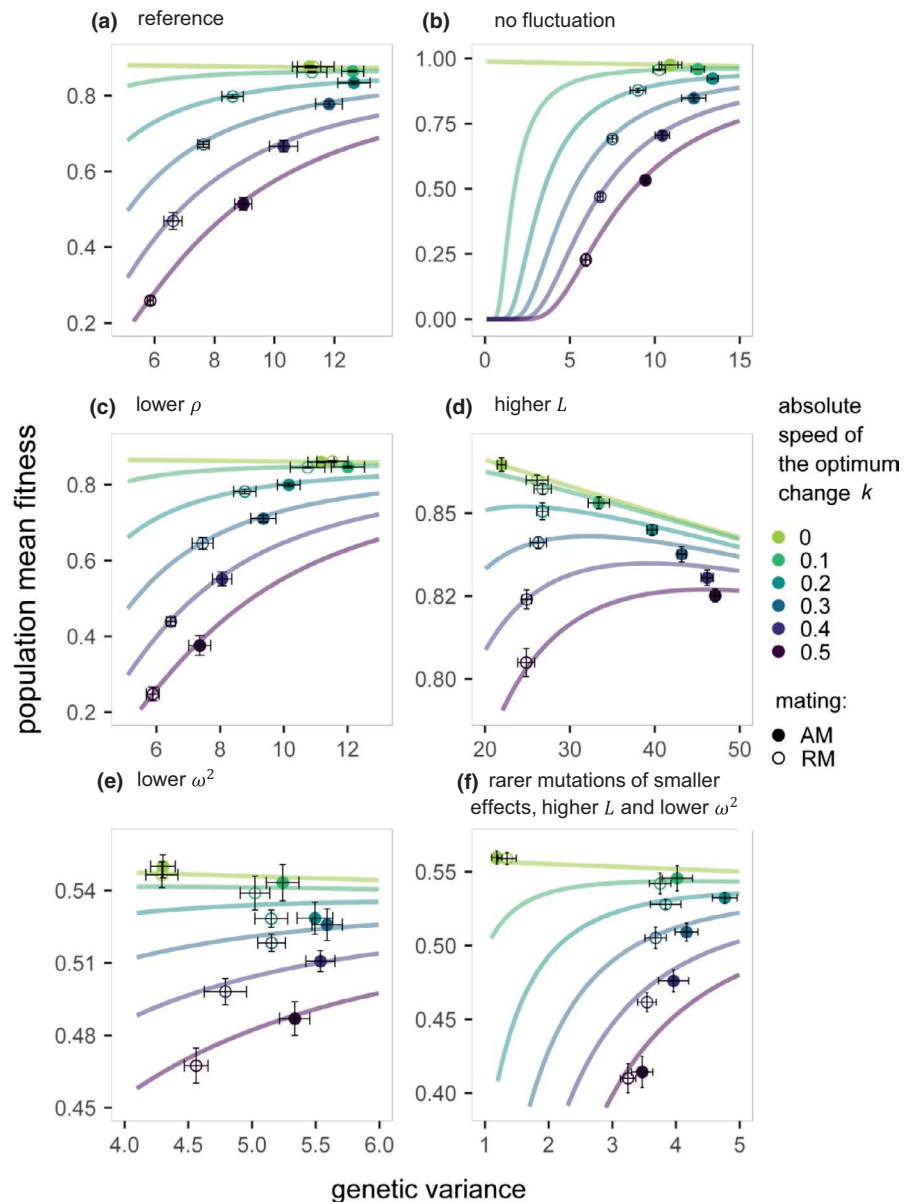 (a) reference
(b) no fluctuation
0.8
0.6
0.4
0.2
6 8 10 12
1.00
0.75
0.50
0.25
0.00
0 5 10 15
(c) lower ρ
(d) higher L
0.8
0.6
0.4
0.2
6 8 10 12
0.85
0.82
0.80
20 30 40 50
(e) lower ω²
(f) rarer mutations of smaller
effects, higher L and lower ω²
0.54
0.51
0.48
0.45
4.0 4.5 5.0 5.5 6.0
0.55
0.50
0.45
0.40
1 2 3 4 5
population mean fitness
genetic variance
absolute
speed of
the optimum
change k
0
0.1
0.2
0.3
0.4
0.5
mating:
AM
RM